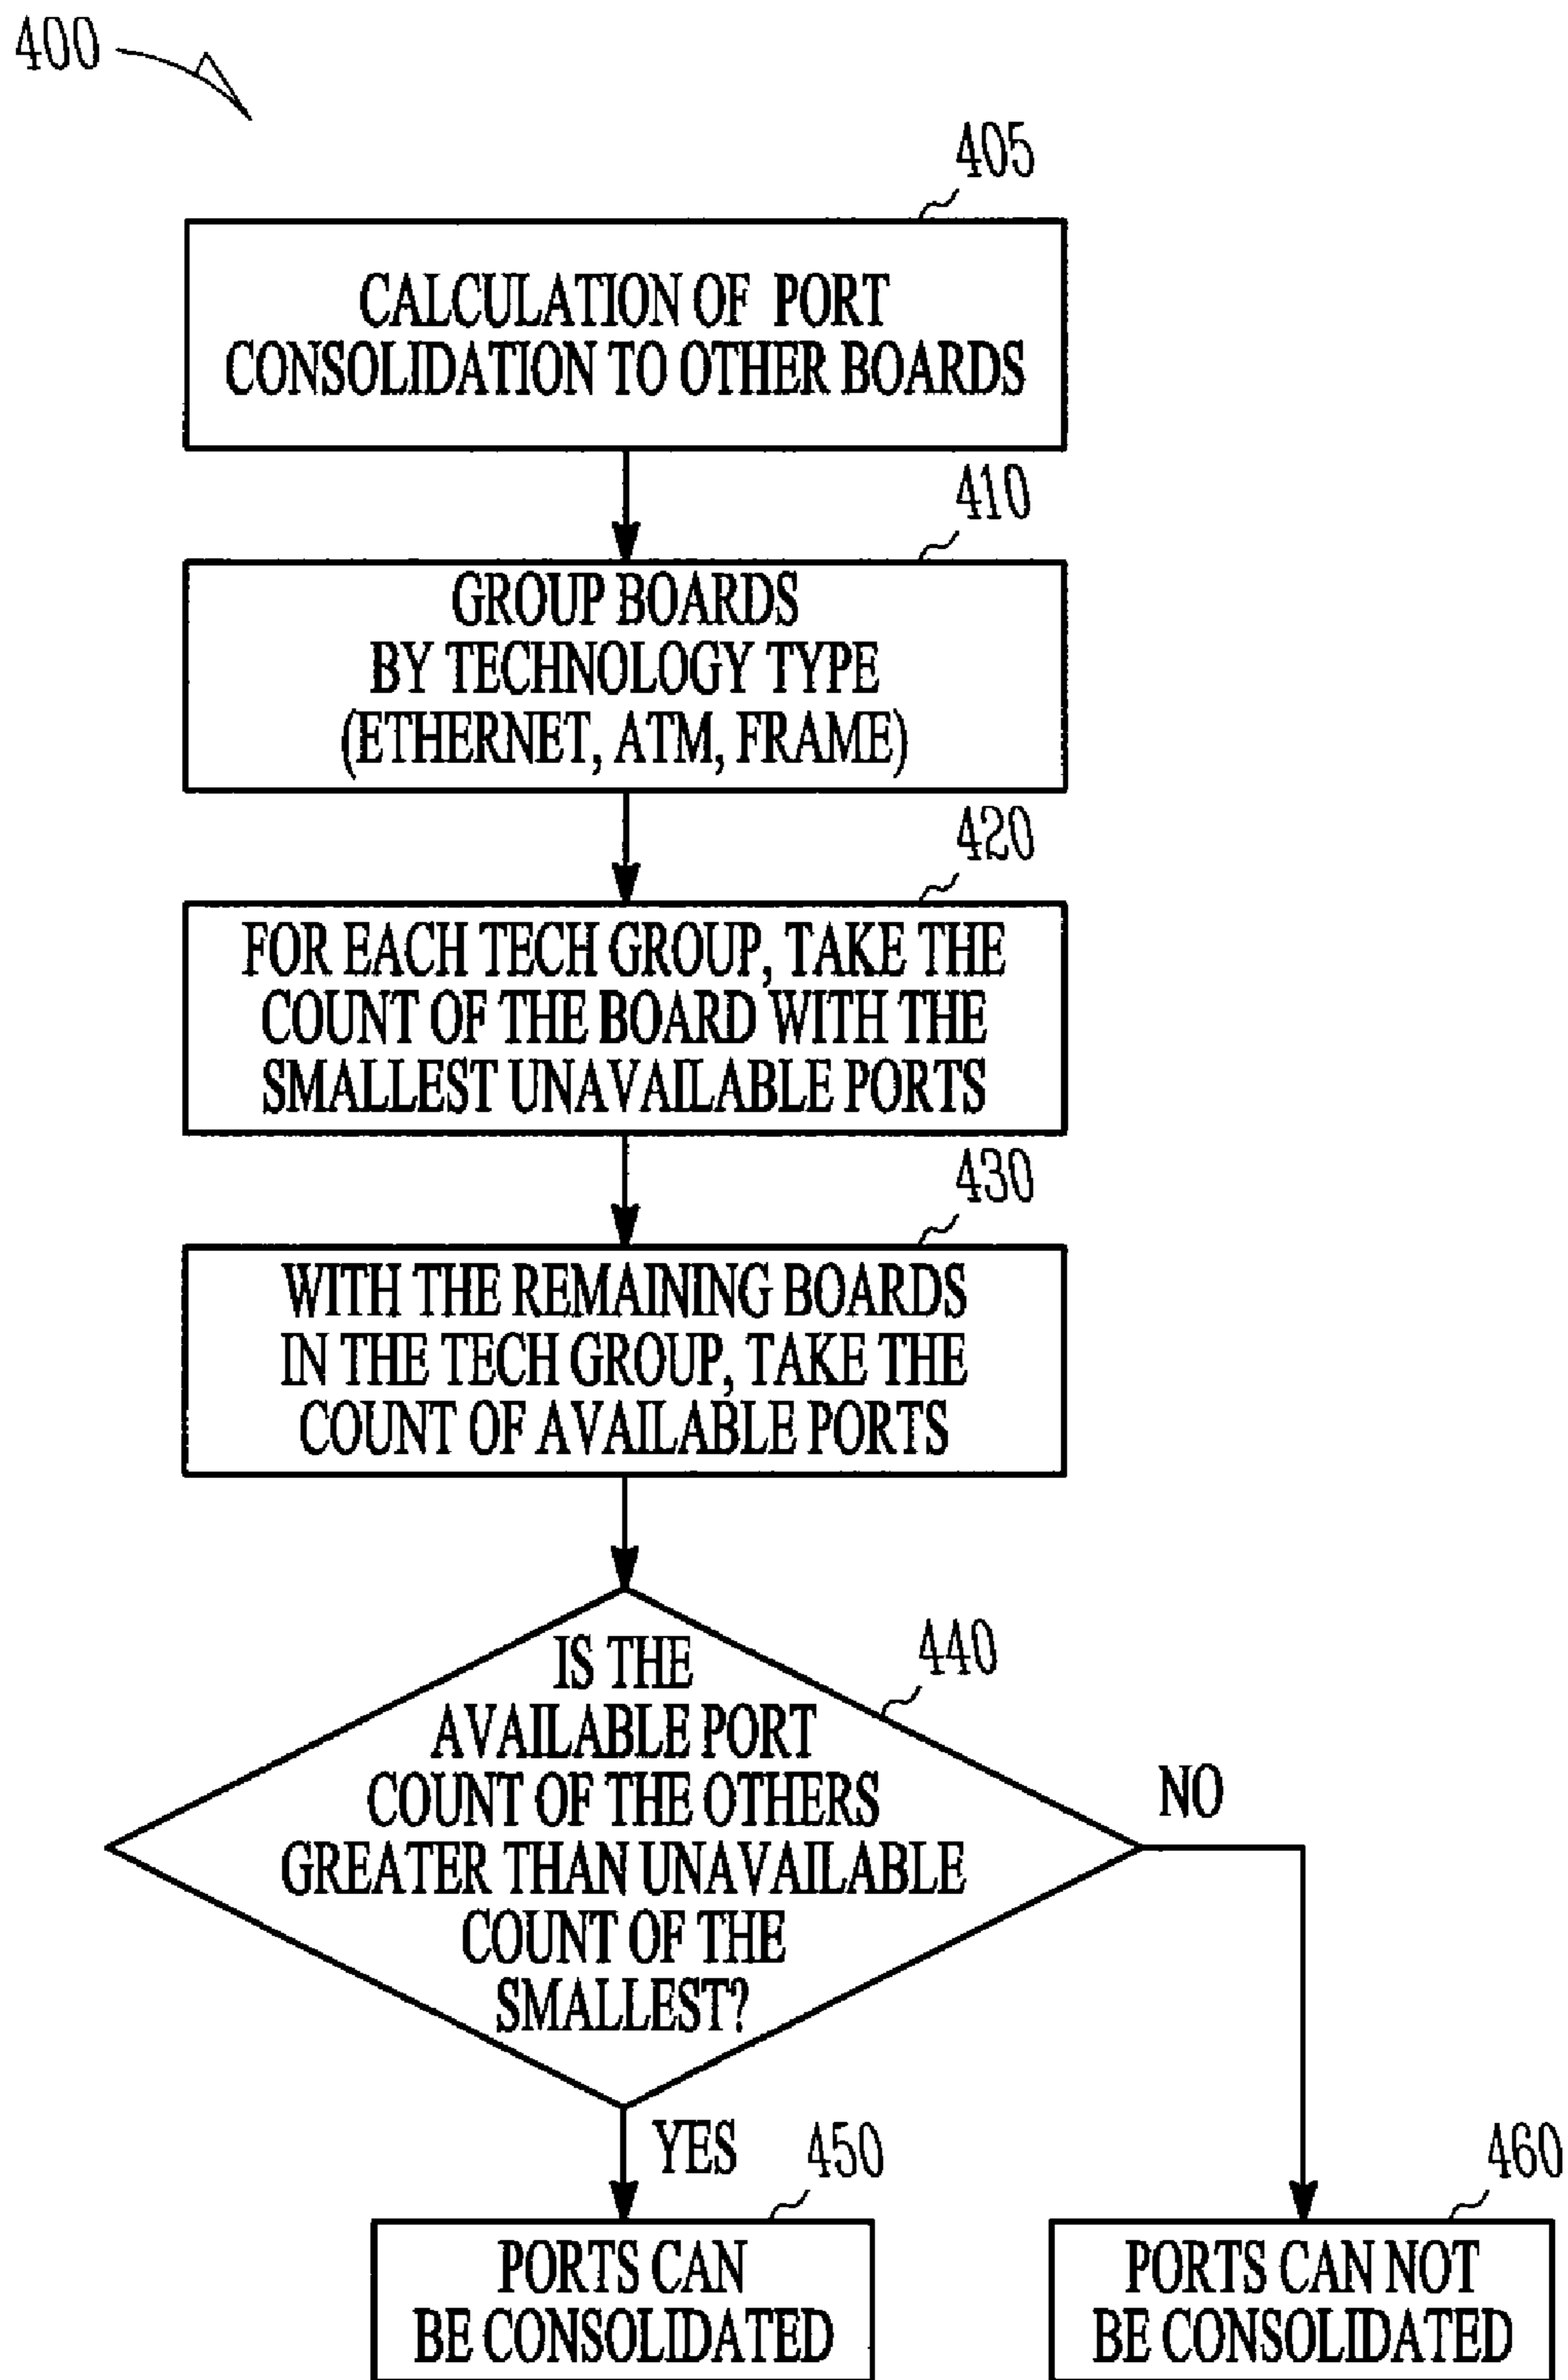 400
405
CALCULATION OF PORT
CONSOLIDATION TO OTHER BOARDS
410
GROUP BOARDS
BY TECHNOLOGY TYPE
(ETHERNET, ATM, FRAME)
420
FOR EACH TECH GROUP, TAKE THE
COUNT OF THE BOARD WITH THE
SMALLEST UNAVAILABLE PORTS
430
WITH THE REMAINING BOARDS
IN THE TECH GROUP, TAKE THE
COUNT OF AVAILABLE PORTS
440
IS THE
AVAILABLE PORT
COUNT OF THE OTHERS
GREATER THAN UNAVAILABLE
COUNT OF THE
SMALLEST?
NO
YES
450
PORTS CAN
BE CONSOLIDATED
460
PORTS CAN NOT
BE CONSOLIDATED